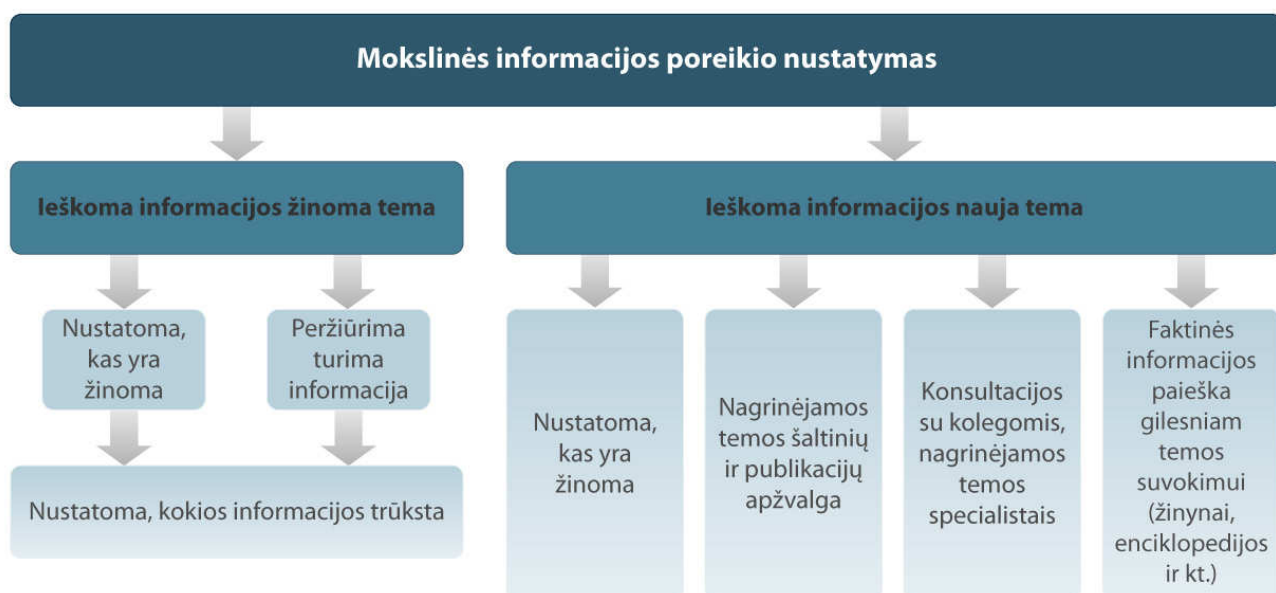 Mokslinės informacijos poreikio nustatymas
Ieškoma informacijos žinoma tema
Ieškoma informacijos nauja tema
Nustatoma,
kas yra
žinoma
Peržiūrima
turima
informacija
Nustatoma, kokios informacijos trūksta
Nustatoma,
kas yra
žinoma
Nagrinėjamos
temos šaltinių
ir publikacijų
apžvalga
Konsultacijos
su kolegomis,
nagrinėjamos
temos
specialistais
Faktinės
informacijos
paieška
gilesniam
temos
suvokimui
(žinynai,
enciklopedijos
ir kt.)